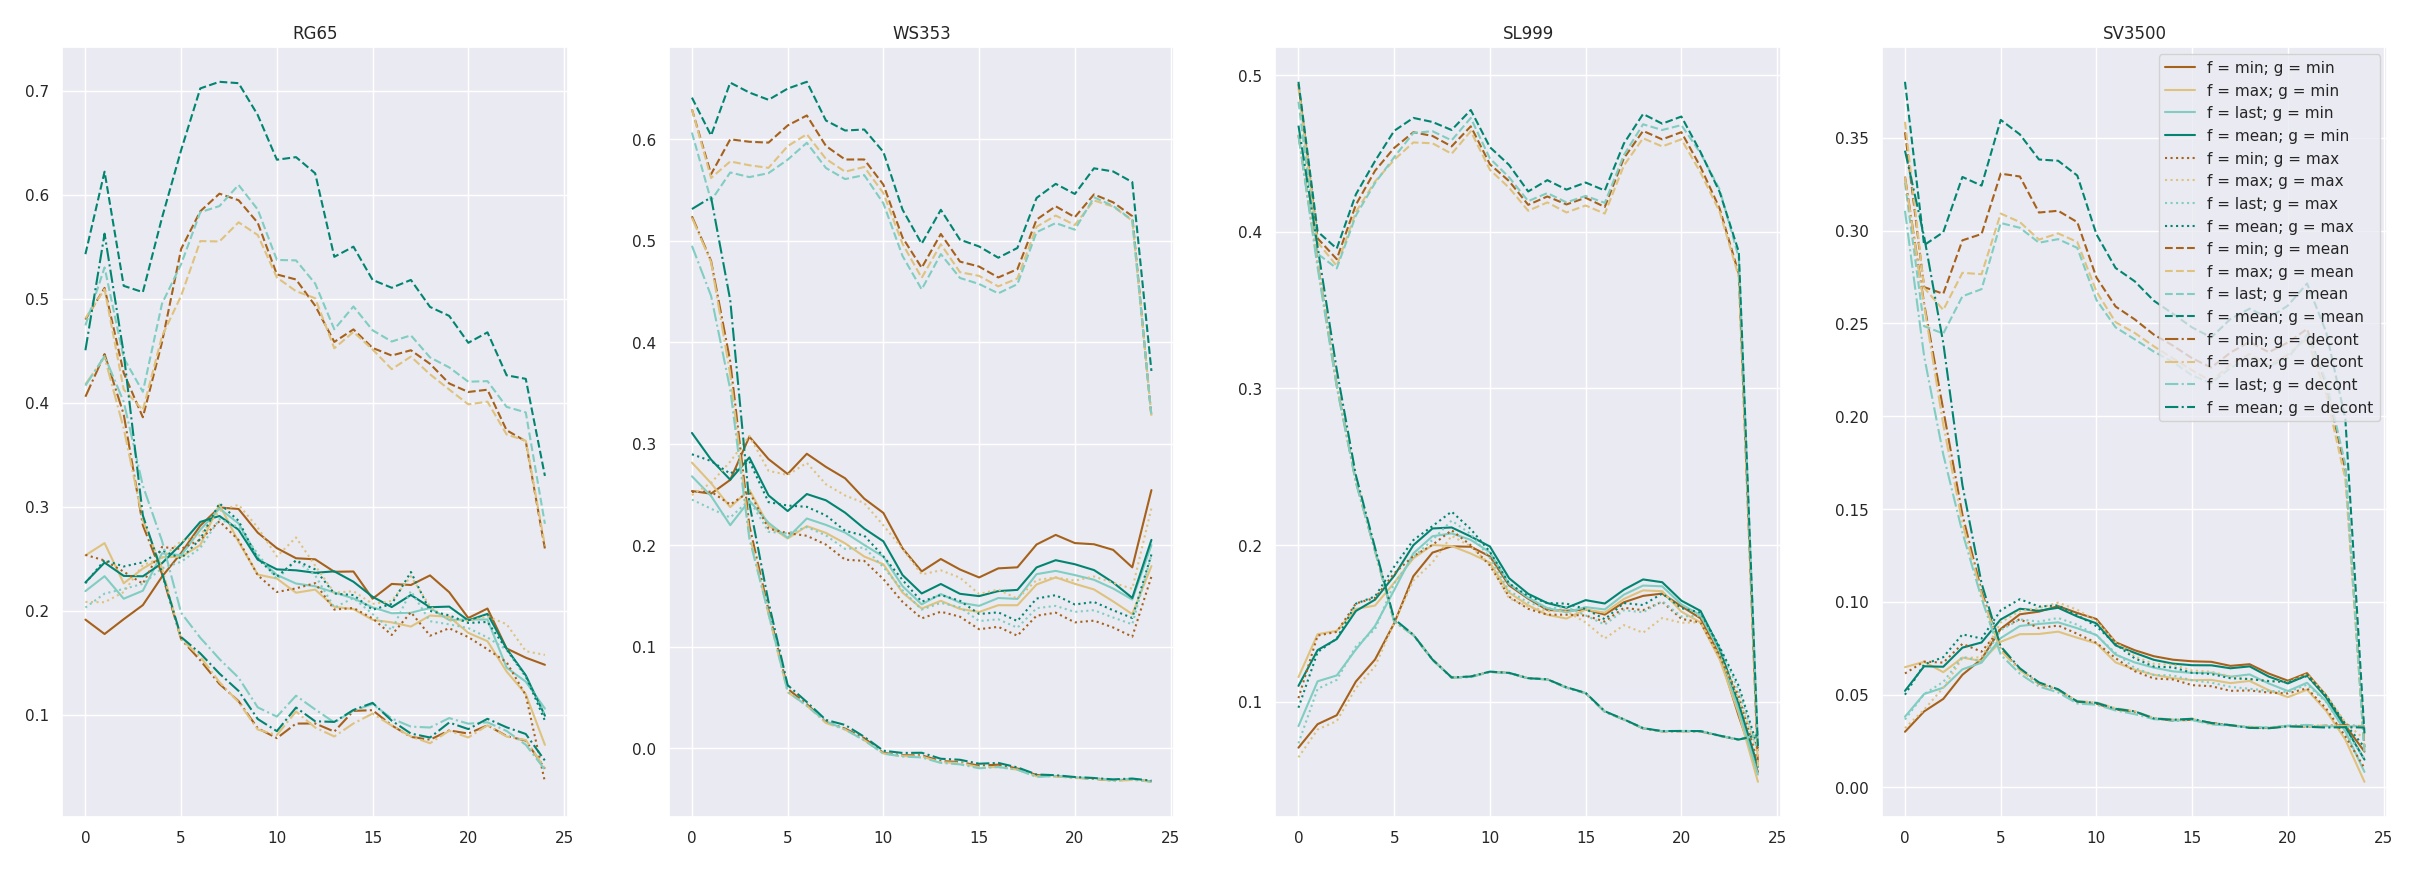 RG65
WS353
SL999
SV3500
0.7
0.6
0.5
0.4
0.3
0.2
0.1
0 5 10 15 20 25
0.6
0.5
0.4
0.3
0.2
0.1
0.0
0 5 10 15 20 25
0.5
0.4
0.3
0.2
0.1
0 5 10 15 20 25
0.35
0.30
0.25
0.20
0.15
0.10
0.05
0.00
0 5 10 15 20 25
f = min; g = min
f = max; g = min
f = last; g = min
f = mean; g = min
f = min; g = max
f = max; g = max
f = last; g = max
f = mean; g = max
f = min; g = mean
f = max; g = mean
f = last; g = mean
f = mean; g = mean
f = min; g = decont
f = max; g = decont
f = last; g = decont
f = mean; g = decont